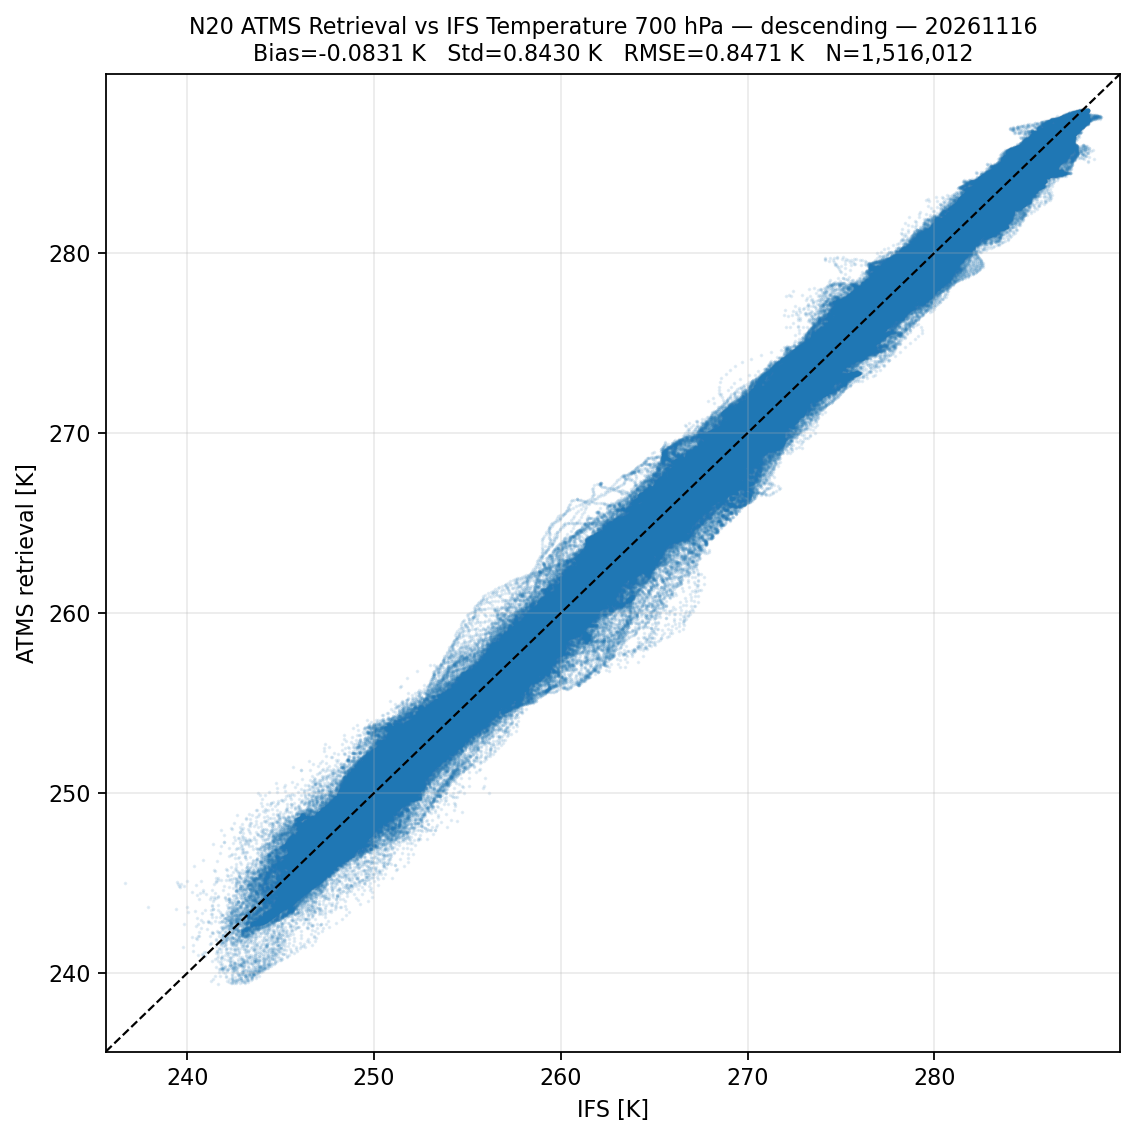 N20 ATMS Retrieval vs IFS Temperature 700 hPa — descending — 20261116
Bias=-0.0831 K   Std=0.8430 K   RMSE=0.8471 K   N=1,516,012
280
270
260
250
240
ATMS retrieval [K]
240 250 260 270 280
IFS [K]